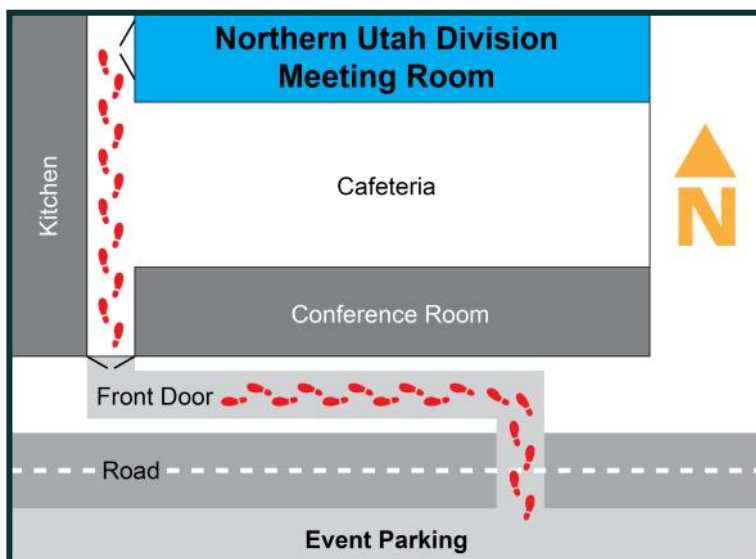 Northern Utah Division
Meeting Room
Kitchen
Cafeteria
N
Conference Room
Front Door
Road
Event Parking